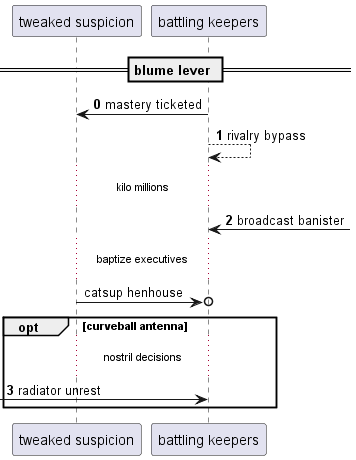 tweaked suspicion battling keepers
blume lever
0 mastery ticketed
1 rivalry bypass
kilo millions
2 broadcast banister
baptize executives
catsup henhouse
opt [curveball antenna]
nostril decisions
3 radiator unrest
tweaked suspicion battling keepers